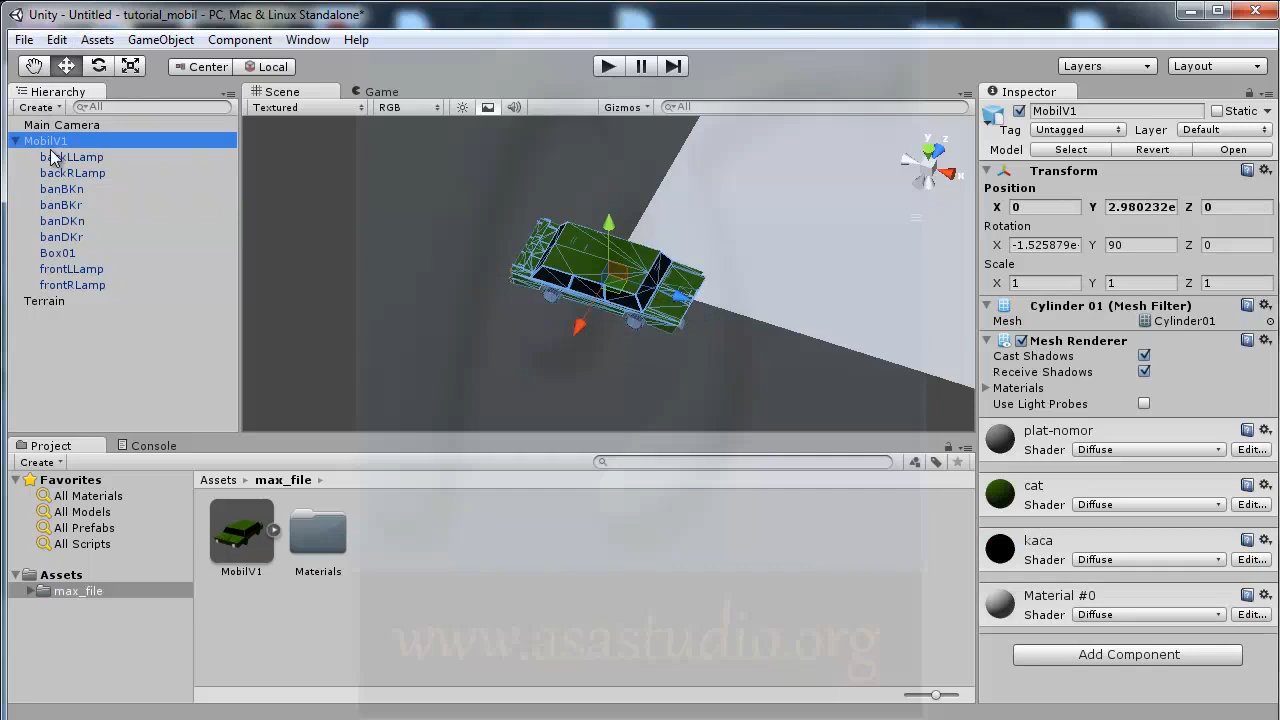 Unity - Untitled - tutorial_mobil - PC, Mac & Linux Standalone*
File Edit Assets GameObject Component Window Help
Center Local Layers Layout
Hierarchy
Create All
Main Camera
MobilV1
backLLamp
backRLamp
banBKn
banBKr
banDKn
banDKr
Box01
frontLLamp
frontRLamp
Terrain
Scene Game
Textured RGB Gizmos All
y z
x
Inspector
MobilV1 Static
Tag Untagged Layer Default
Model Select Revert Open
Transform
Position
X 0 Y 2.980232e Z 0
Rotation
X -1.525879e Y 90 Z 0
Scale
X 1 Y 1 Z 1
Cylinder 01 (Mesh Filter)
Mesh Cylinder01
Mesh Renderer
Cast Shadows
Receive Shadows
Materials
Use Light Probes
plat-nomor
Shader Diffuse Edit...
cat
Shader Diffuse Edit...
kaca
Shader Diffuse Edit...
Material #0
Shader Diffuse Edit...
Add Component
Project Console
Create
Favorites
All Materials
All Models
All Prefabs
All Scripts
Assets
max_file
Assets max_file
MobilV1 Materials
www.asastudio.org